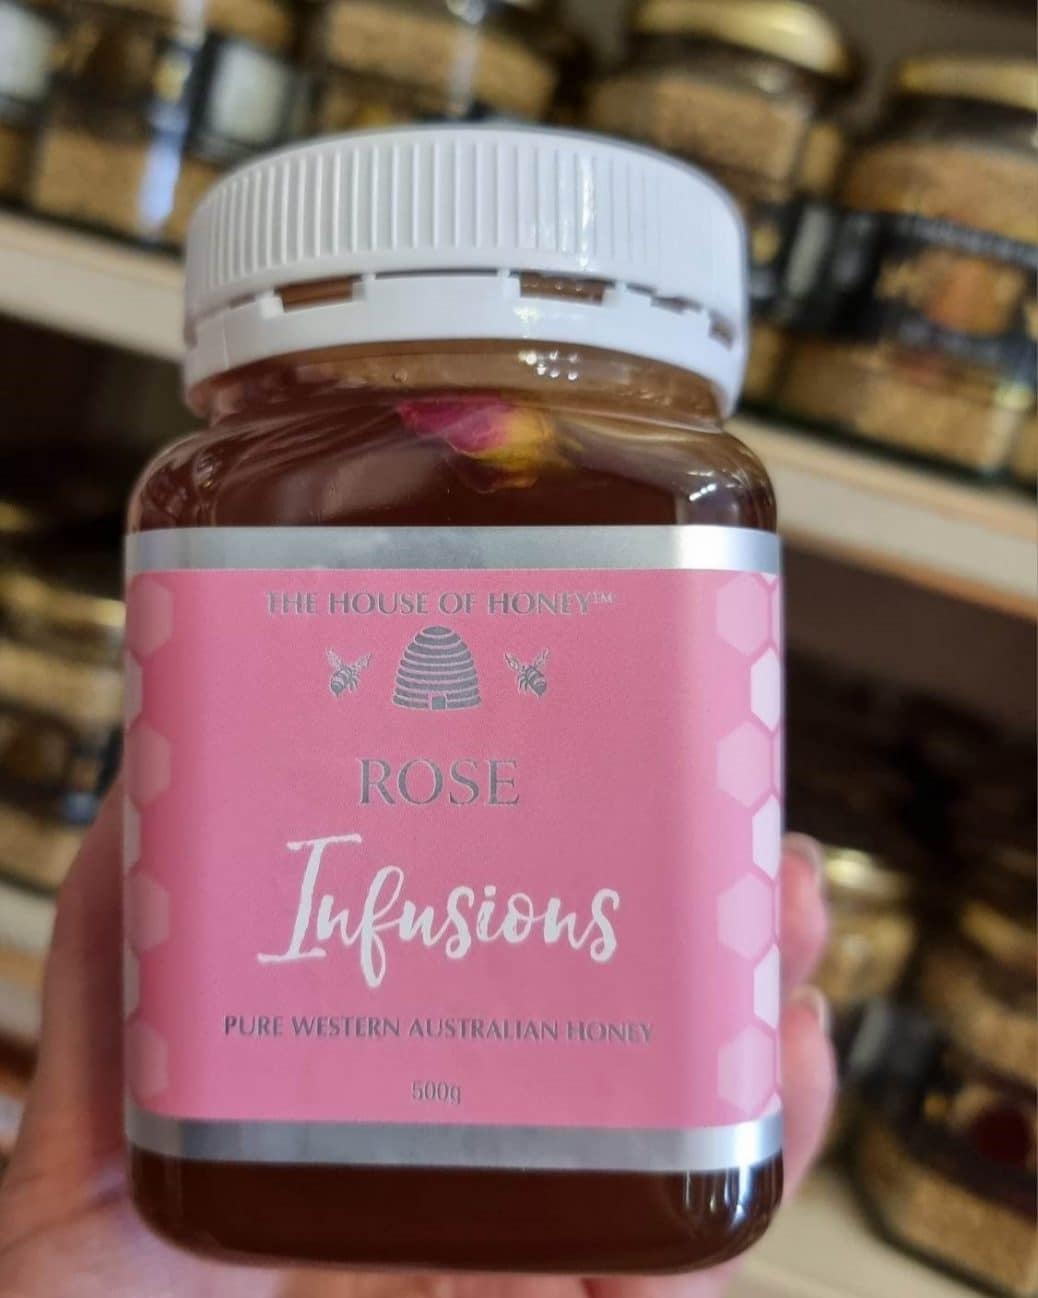 THE HOUSE OF HONEY™
ROSE
Infusions
PURE WESTERN AUSTRALIAN HONEY
500g